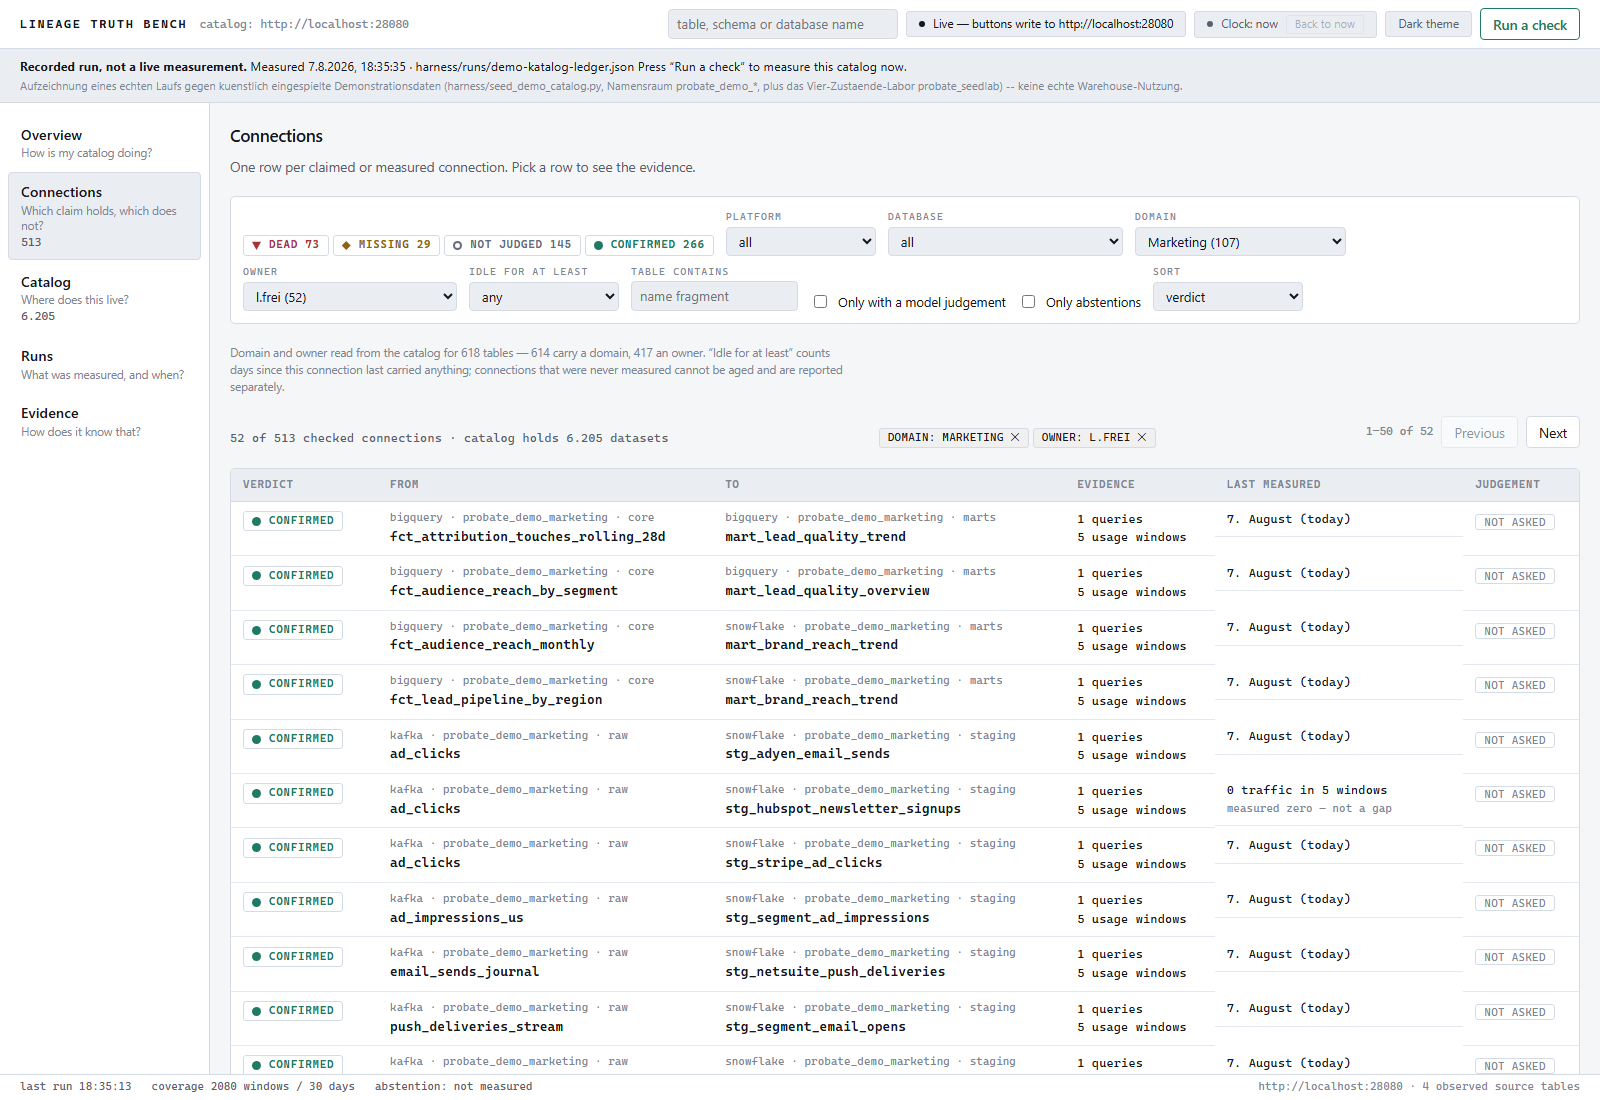 LINEAGE TRUTH BENCH catalog: http://localhost:28080 table, schema or database name Live — buttons write to http://localhost:28080 Clock: now Back to now Dark theme Run a check
Recorded run, not a live measurement. Measured 7.8.2026, 18:35:35 · harness/runs/demo-katalog-ledger.json Press "Run a check" to measure this catalog now.
Aufzeichnung eines echten Laufs gegen kuenstlich eingespielte Demonstrationsdaten (harness/seed_demo_catalog.py, Namensraum probate_demo_*, plus das Vier-Zustaende-Labor probate_seedlab) -- keine echte Warehouse-Nutzung.
Overview
How is my catalog doing?
Connections
Which claim holds, which does
not?
513
Catalog
Where does this live?
6.205
Runs
What was measured, and when?
Evidence
How does it know that?
Connections
One row per claimed or measured connection. Pick a row to see the evidence.
PLATFORM DATABASE DOMAIN
▼ DEAD 73 ◆ MISSING 29 NOT JUDGED 145 ● CONFIRMED 266 all all Marketing (107)
OWNER IDLE FOR AT LEAST TABLE CONTAINS SORT
l.frei (52) any name fragment Only with a model judgement Only abstentions verdict
Domain and owner read from the catalog for 618 tables — 614 carry a domain, 417 an owner. "Idle for at least" counts
days since this connection last carried anything; connections that were never measured cannot be aged and are reported
separately.
52 of 513 checked connections · catalog holds 6.205 datasets DOMAIN: MARKETING × OWNER: L.FREI × 1–50 of 52 Previous Next
VERDICT FROM TO EVIDENCE LAST MEASURED JUDGEMENT
CONFIRMED bigquery · probate_demo_marketing · core bigquery · probate_demo_marketing · marts 1 queries 7. August (today) NOT ASKED
fct_attribution_touches_rolling_28d mart_lead_quality_trend 5 usage windows
CONFIRMED bigquery · probate_demo_marketing · core bigquery · probate_demo_marketing · marts 1 queries 7. August (today) NOT ASKED
fct_audience_reach_by_segment mart_lead_quality_overview 5 usage windows
CONFIRMED bigquery · probate_demo_marketing · core snowflake · probate_demo_marketing · marts 1 queries 7. August (today) NOT ASKED
fct_audience_reach_monthly mart_brand_reach_trend 5 usage windows
CONFIRMED bigquery · probate_demo_marketing · core snowflake · probate_demo_marketing · marts 1 queries 7. August (today) NOT ASKED
fct_lead_pipeline_by_region mart_brand_reach_trend 5 usage windows
CONFIRMED kafka · probate_demo_marketing · raw snowflake · probate_demo_marketing · staging 1 queries 7. August (today) NOT ASKED
ad_clicks stg_adyen_email_sends 5 usage windows
CONFIRMED kafka · probate_demo_marketing · raw snowflake · probate_demo_marketing · staging 1 queries 0 traffic in 5 windows NOT ASKED
ad_clicks stg_hubspot_newsletter_signups 5 usage windows measured zero — not a gap
CONFIRMED kafka · probate_demo_marketing · raw snowflake · probate_demo_marketing · staging 1 queries 7. August (today) NOT ASKED
ad_clicks stg_stripe_ad_clicks 5 usage windows
CONFIRMED kafka · probate_demo_marketing · raw snowflake · probate_demo_marketing · staging 1 queries 7. August (today) NOT ASKED
ad_impressions_us stg_segment_ad_impressions 5 usage windows
CONFIRMED kafka · probate_demo_marketing · raw snowflake · probate_demo_marketing · staging 1 queries 7. August (today) NOT ASKED
email_sends_journal stg_netsuite_push_deliveries 5 usage windows
CONFIRMED kafka · probate_demo_marketing · raw snowflake · probate_demo_marketing · staging 1 queries 7. August (today) NOT ASKED
push_deliveries_stream stg_segment_email_opens 5 usage windows
CONFIRMED kafka · probate_demo_marketing · raw snowflake · probate_demo_marketing · staging 1 queries 7. August (today) NOT ASKED
last run 18:35:13 coverage 2080 windows / 30 days abstention: not measured http://localhost:28080 · 4 observed source tables